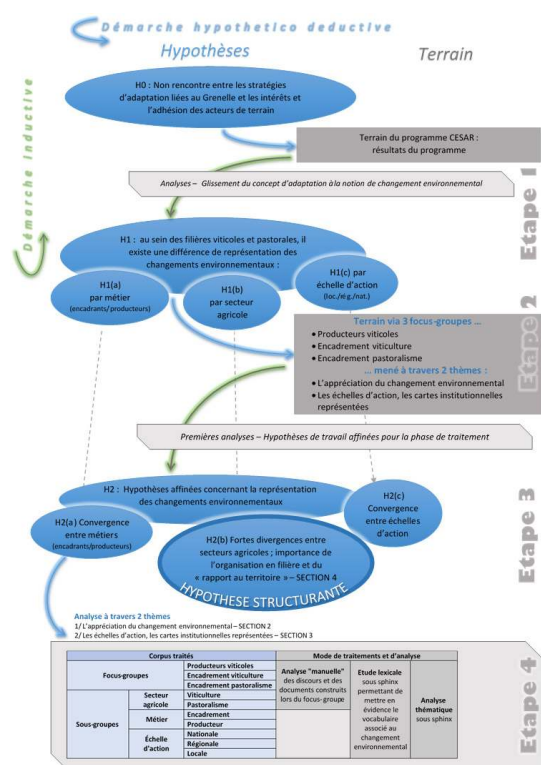 Démarche hypothetico deductive
Hypothèses
Terrain
Démarche inductive
H0 : Non rencontre entre les stratégies
d'adaptation liées au Grenelle et les intérêts et
l'adhésion des acteurs de terrain
Terrain du programme CESAR :
résultats du programme
Etape 1
Analyses – Glissement du concept d'adaptation à la notion de changement environnemental
H1 : au sein des filières viticoles et pastorales, il
existe une différence de représentation des
changements environnementaux :
H1(a)
par métier
(encadrants/producteurs)
H1(b)
par secteur
agricole
H1(c) par
échelle d'action
(loc./rég./nat.)
Etape 2
Terrain via 3 focus-groupes ...
• Producteurs viticoles
• Encadrement viticulture
• Encadrement pastoralisme
... mené à travers 2 thèmes :
• L'appréciation du changement environnemental
• Les échelles d'action, les cartes institutionnelles
représentées
Premières analyses – Hypothèses de travail affinées pour la phase de traitement
Etape 3
H2 : Hypothèses affinées concernant la représentation
des changements environnementaux
H2(a) Convergence
entre métiers
(encadrants/producteurs)
H2(b) Fortes divergences entre
secteurs agricoles ; importance de
l'organisation en filière et du
« rapport au territoire » – SECTION 4
HYPOTHESE STRUCTURANTE
H2(c)
Convergence
entre échelles
d'action
Analyse à travers 2 thèmes
1/ L'appréciation du changement environnemental – SECTION 2
2/ Les échelles d'action, les cartes institutionnelles représentées – SECTION 3
Etape 4
Corpus traités
Mode de traitements et d'analyse
Focus-groupes
Producteurs viticoles
Encadrement viticulture
Encadrement pastoralisme
Sous-groupes
Secteur
agricole
Viticulture
Pastoralisme
Métier
Encadrement
Producteur
Échelle
d'action
Nationale
Régionale
Locale
Analyse "manuelle"
des discours et des
documents construits
lors du focus-groupe
Etude lexicale
sous sphinx
permettant de
mettre en
évidence le
vocabulaire
associé au
changement
environnemental
Analyse
thématique
sous sphinx